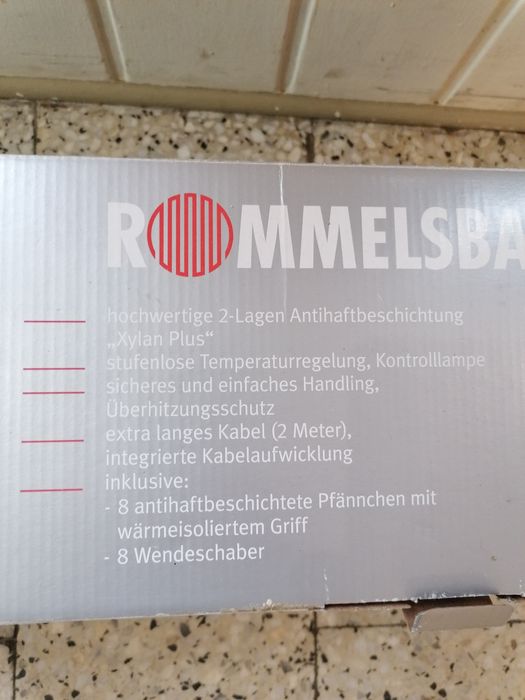 ROMMELSBA
hochwertige 2-Lagen Antihaftbeschichtung
„Xylan Plus“
stufenlose Temperaturregelung, Kontrolllampe
sicheres und einfaches Handling,
Überhitzungsschutz
extra langes Kabel (2 Meter),
integrierte Kabelaufwicklung
inklusive:
- 8 antihaftbeschichtete Pfännchen mit
wärmeisoliertem Griff
- 8 Wendeschaber